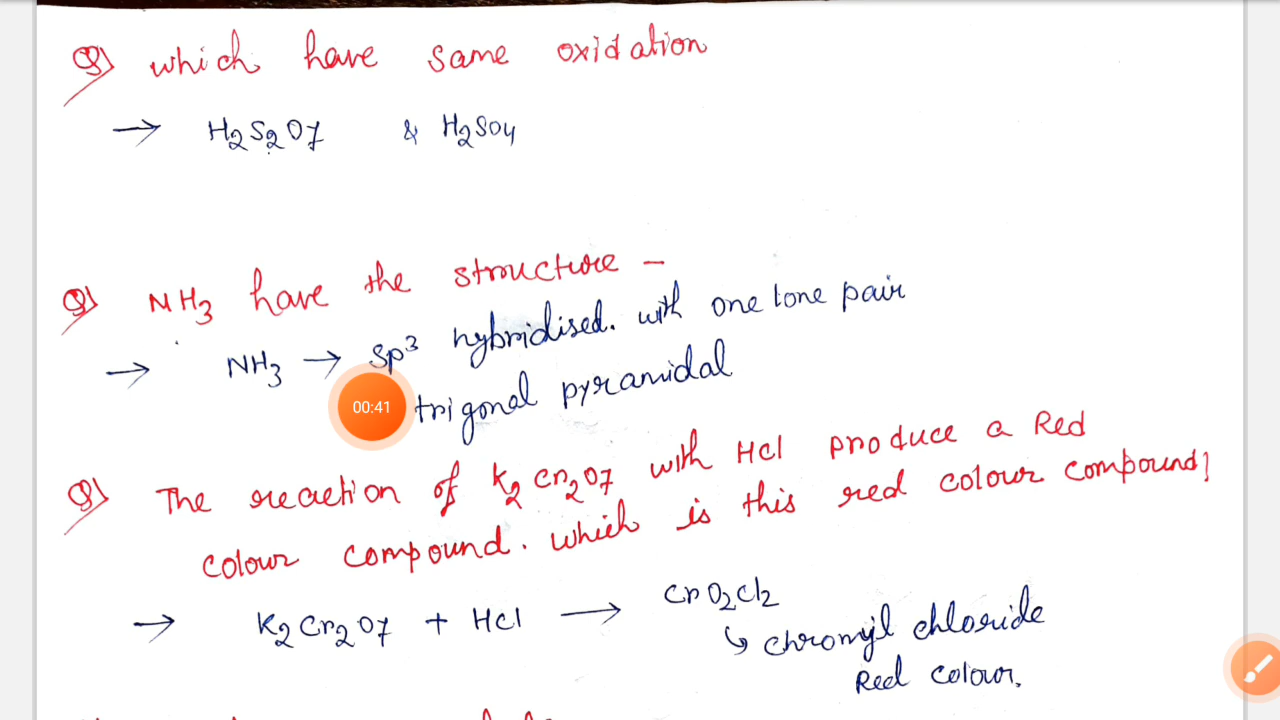 Q) which have same oxidation
→ H2S2O7 & H2SO4
Q) NH3 have the structure –
→ NH3 → Sp³ hybridised. with one lone pair
00:41
trigonal pyramidal
Q) The reaction of K2Cr2O7 with HCl produce a Red
colour compound. which is this red colour compound?
→ K2Cr2O7 + HCl → CrO2Cl2
↳ chromyl chloride
Red colour.